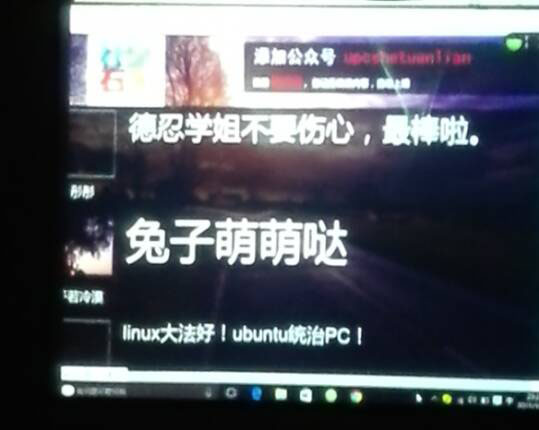 添加公众号 upcshetuanlian
德忍学姐不要伤心，最棒啦。
彤彤
兔子萌萌哒
若冷漠
linux大法好！ubuntu统治PC！